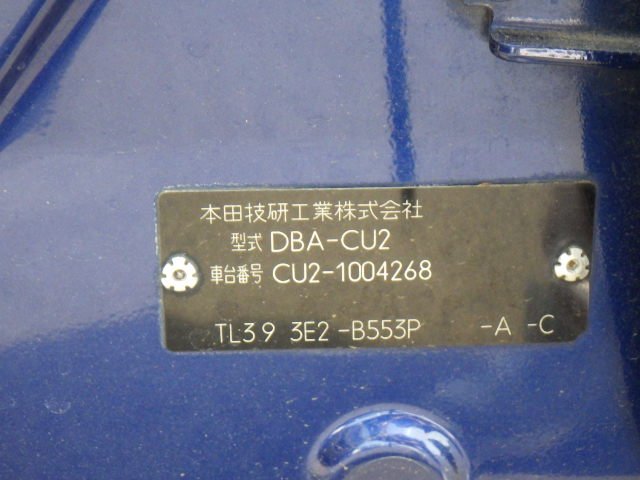 本田技研工業株式会社
型式 DBA-CU2
車台番号 CU2-1004268
TL39 3E2 -B553P -A -C